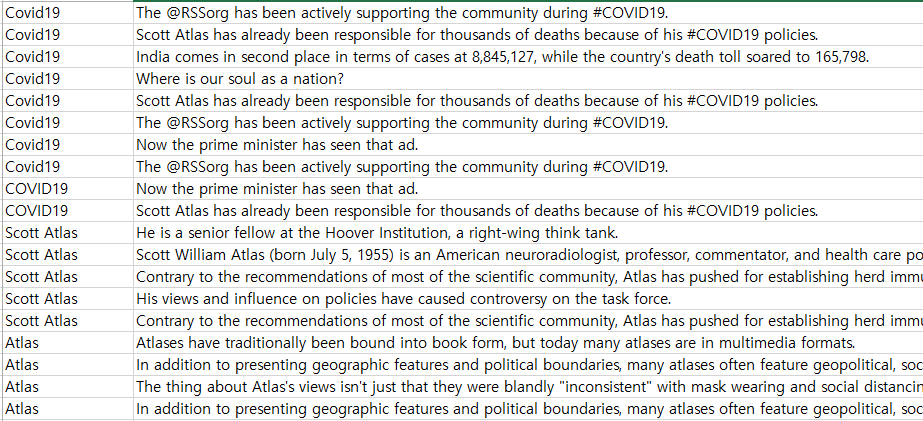 Covid19 The @RSSorg has been actively supporting the community during #COVID19.
Covid19 Scott Atlas has already been responsible for thousands of deaths because of his #COVID19 policies.
Covid19 India comes in second place in terms of cases at 8,845,127, while the country's death toll soared to 165,798.
Covid19 Where is our soul as a nation?
Covid19 Scott Atlas has already been responsible for thousands of deaths because of his #COVID19 policies.
Covid19 The @RSSorg has been actively supporting the community during #COVID19.
Covid19 Now the prime minister has seen that ad.
Covid19 The @RSSorg has been actively supporting the community during #COVID19.
COVID19 Now the prime minister has seen that ad.
COVID19 Scott Atlas has already been responsible for thousands of deaths because of his #COVID19 policies.
Scott Atlas He is a senior fellow at the Hoover Institution, a right-wing think tank.
Scott Atlas Scott William Atlas (born July 5, 1955) is an American neuroradiologist, professor, commentator, and health care po
Scott Atlas Contrary to the recommendations of most of the scientific community, Atlas has pushed for establishing herd immu
Scott Atlas His views and influence on policies have caused controversy on the task force.
Scott Atlas Contrary to the recommendations of most of the scientific community, Atlas has pushed for establishing herd immu
Atlas Atlases have traditionally been bound into book form, but today many atlases are in multimedia formats.
Atlas In addition to presenting geographic features and political boundaries, many atlases often feature geopolitical, soc
Atlas The thing about Atlas's views isn't just that they were blandly "inconsistent" with mask wearing and social distancin
Atlas In addition to presenting geographic features and political boundaries, many atlases often feature geopolitical, soc